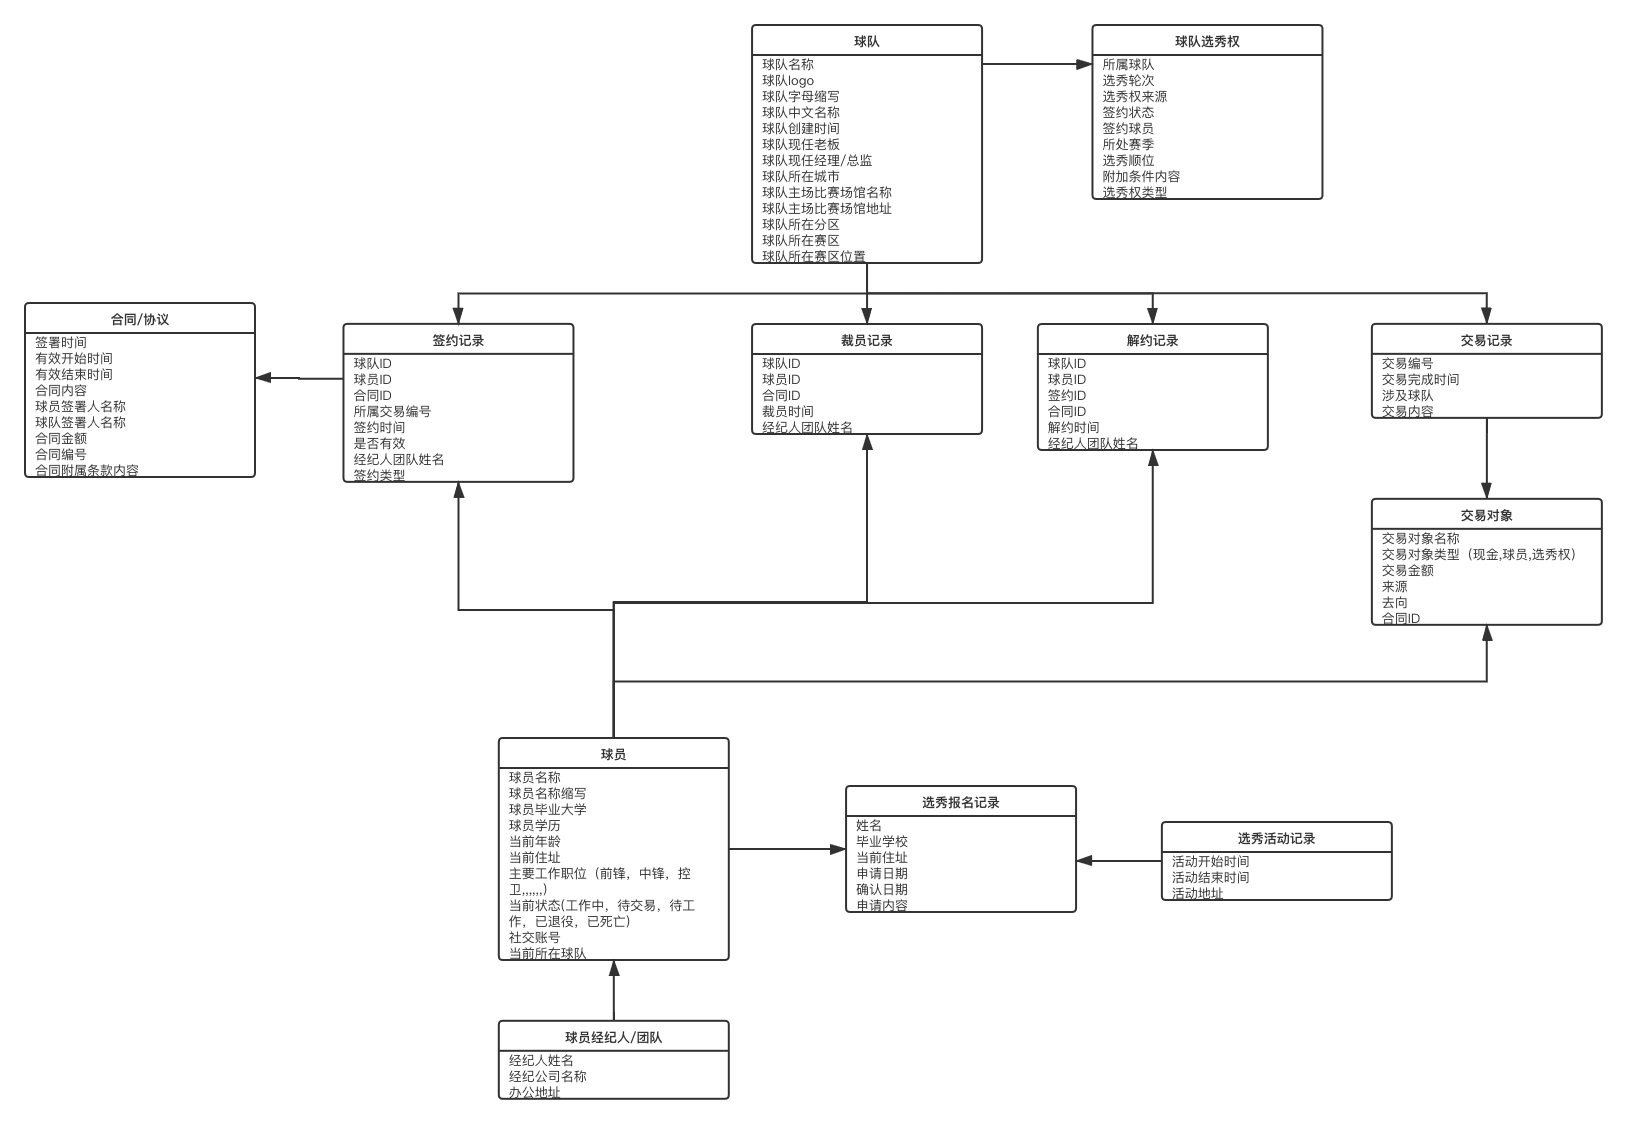 球队
球队名称
球队logo
球队字母缩写
球队中文名称
球队创建时间
球队现任老板
球队现任经理/总监
球队所在城市
球队主场比赛场馆名称
球队主场比赛场馆地址
球队所在分区
球队所在赛区
球队所在赛区位置
球队选秀权
所属球队
选秀轮次
选秀权来源
签约状态
签约球员
所处赛季
选秀顺位
附加条件内容
选秀权类型
合同/协议
签署时间
有效开始时间
有效结束时间
合同内容
球员签署人名称
球队签署人名称
合同金额
合同编号
合同附属条款内容
签约记录
球队ID
球员ID
合同ID
所属交易编号
签约时间
是否有效
经纪人团队姓名
签约类型
裁员记录
球队ID
球员ID
合同ID
裁员时间
经纪人团队姓名
解约记录
球队ID
球员ID
签约ID
合同ID
解约时间
经纪人团队姓名
交易记录
交易编号
交易完成时间
涉及球队
交易内容
交易对象
交易对象名称
交易对象类型（现金,球员,选秀权）
交易金额
来源
去向
合同ID
球员
球员名称
球员名称缩写
球员毕业大学
球员学历
当前年龄
当前住址
主要工作职位（前锋，中锋，控
卫,,,,,,）
当前状态(工作中，待交易，待工
作，已退役，已死亡)
社交账号
当前所在球队
选秀报名记录
姓名
毕业学校
当前住址
申请日期
确认日期
申请内容
选秀活动记录
活动开始时间
活动结束时间
活动地址
球员经纪人/团队
经纪人姓名
经纪公司名称
办公地址